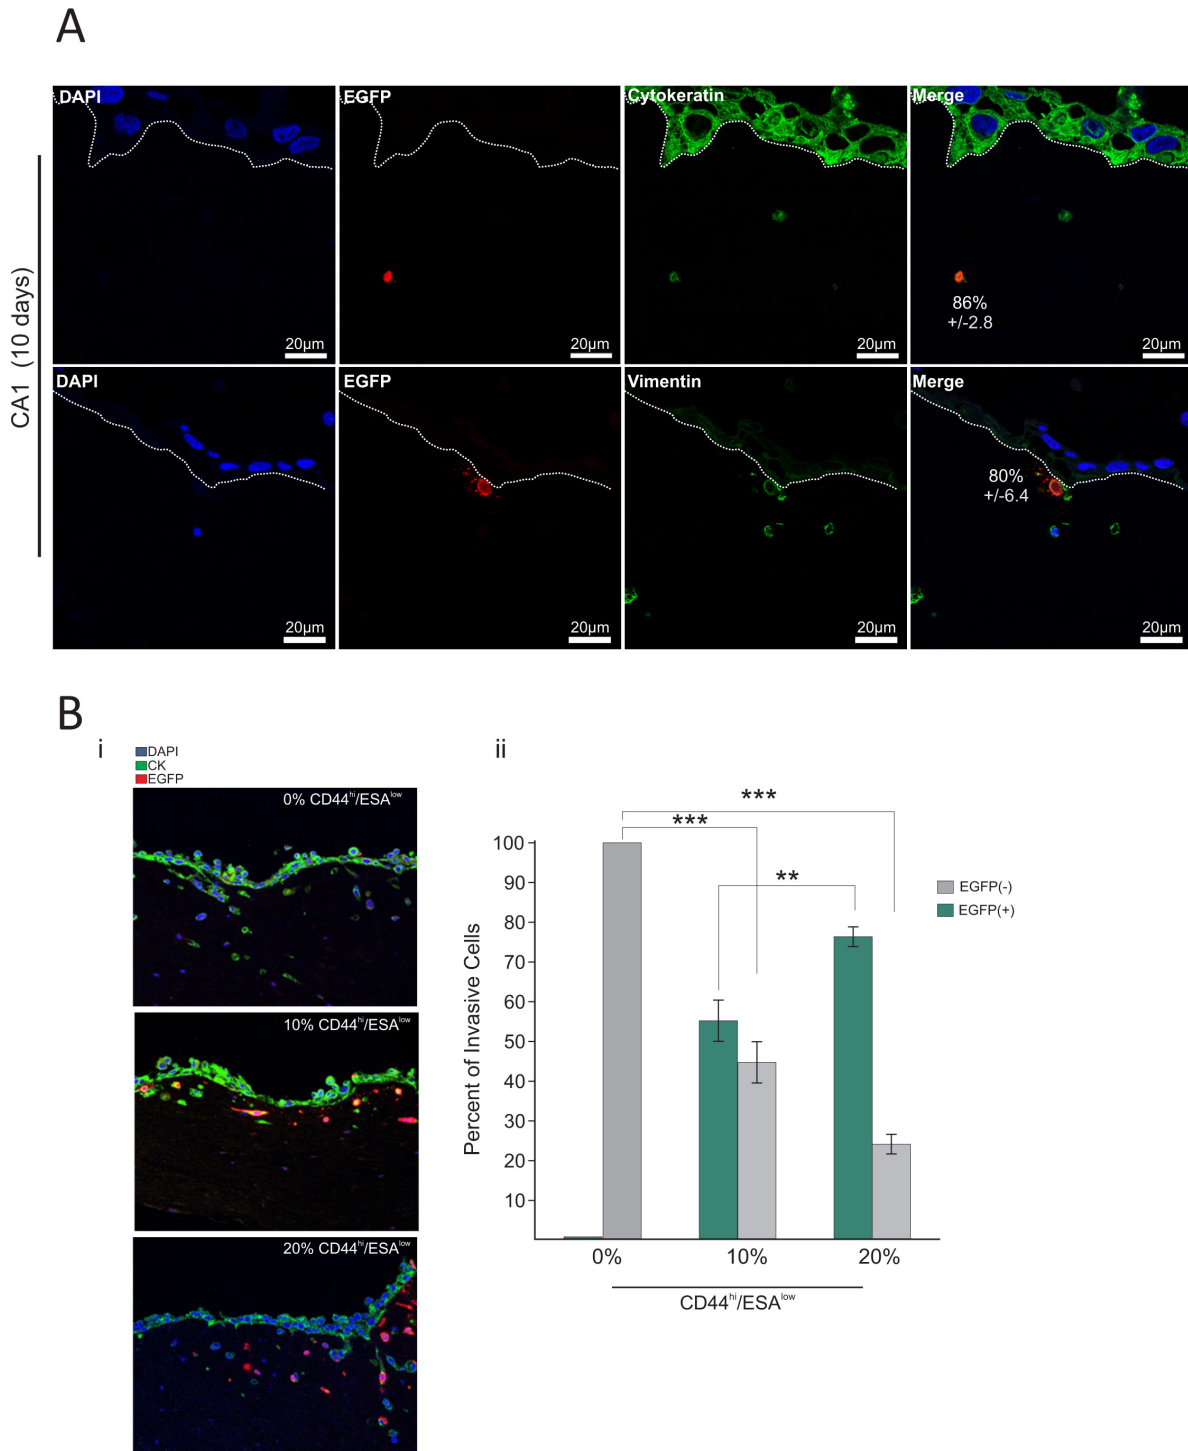 A
DAPI EGFP Cytokeratin Merge
86%
+/-2.8
20µm 20µm 20µm 20µm
CA1 (10 days)
DAPI EGFP Vimentin Merge
80%
+/-6.4
20µm 20µm 20µm 20µm
B
i
DAPI
CK
EGFP
0% CD44hi/ESAlow
10% CD44hi/ESAlow
20% CD44hi/ESAlow
ii
***
***
**
EGFP(-)
EGFP(+)
Percent of Invasive Cells
100
90
80
70
60
50
40
30
20
10
0% 10% 20%
CD44hi/ESAlow